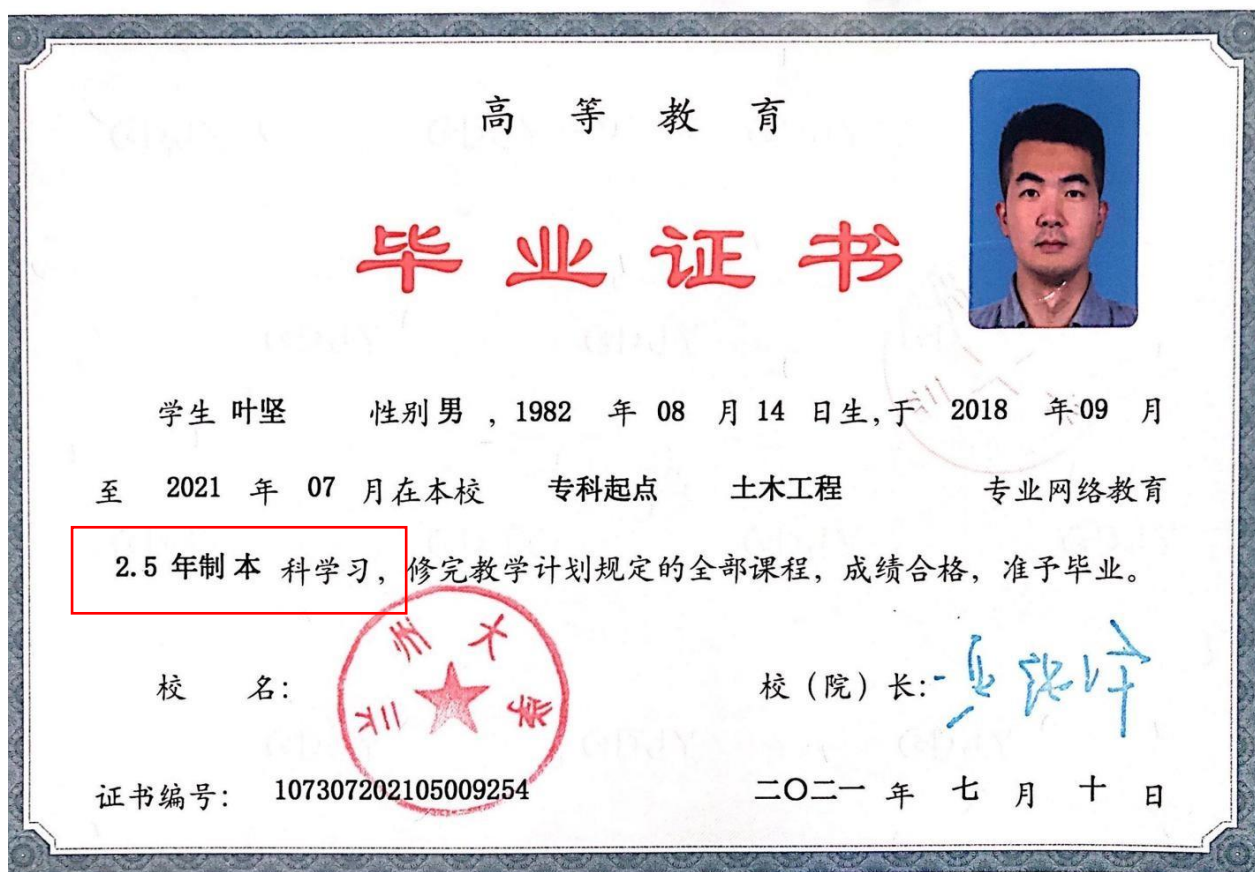 高等教育
毕业证书
学生 叶坚 性别 男 , 1982 年 08 月 14 日生,于 2018 年 09 月
至 2021 年 07 月在本校 专科起点 土木工程 专业网络教育
2.5 年制 本 科学习, 修完教学计划规定的全部课程, 成绩合格, 准予毕业。
校 名:
兰州大学
校（院）长:
证书编号: 107307202105009254
二〇二一 年 七 月 十 日